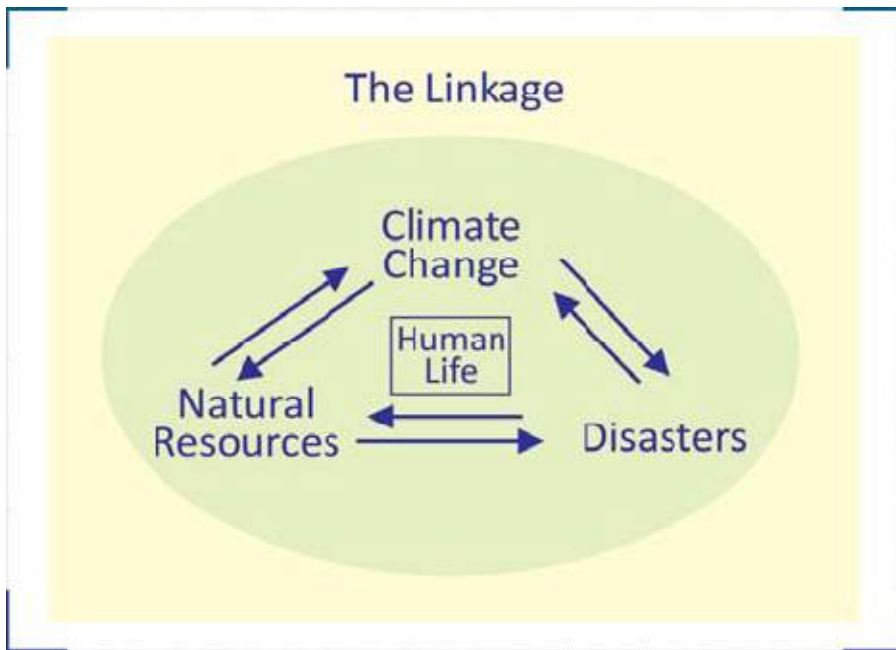 The Linkage
Climate
Change
Human
Life
Natural
Resources
Disasters